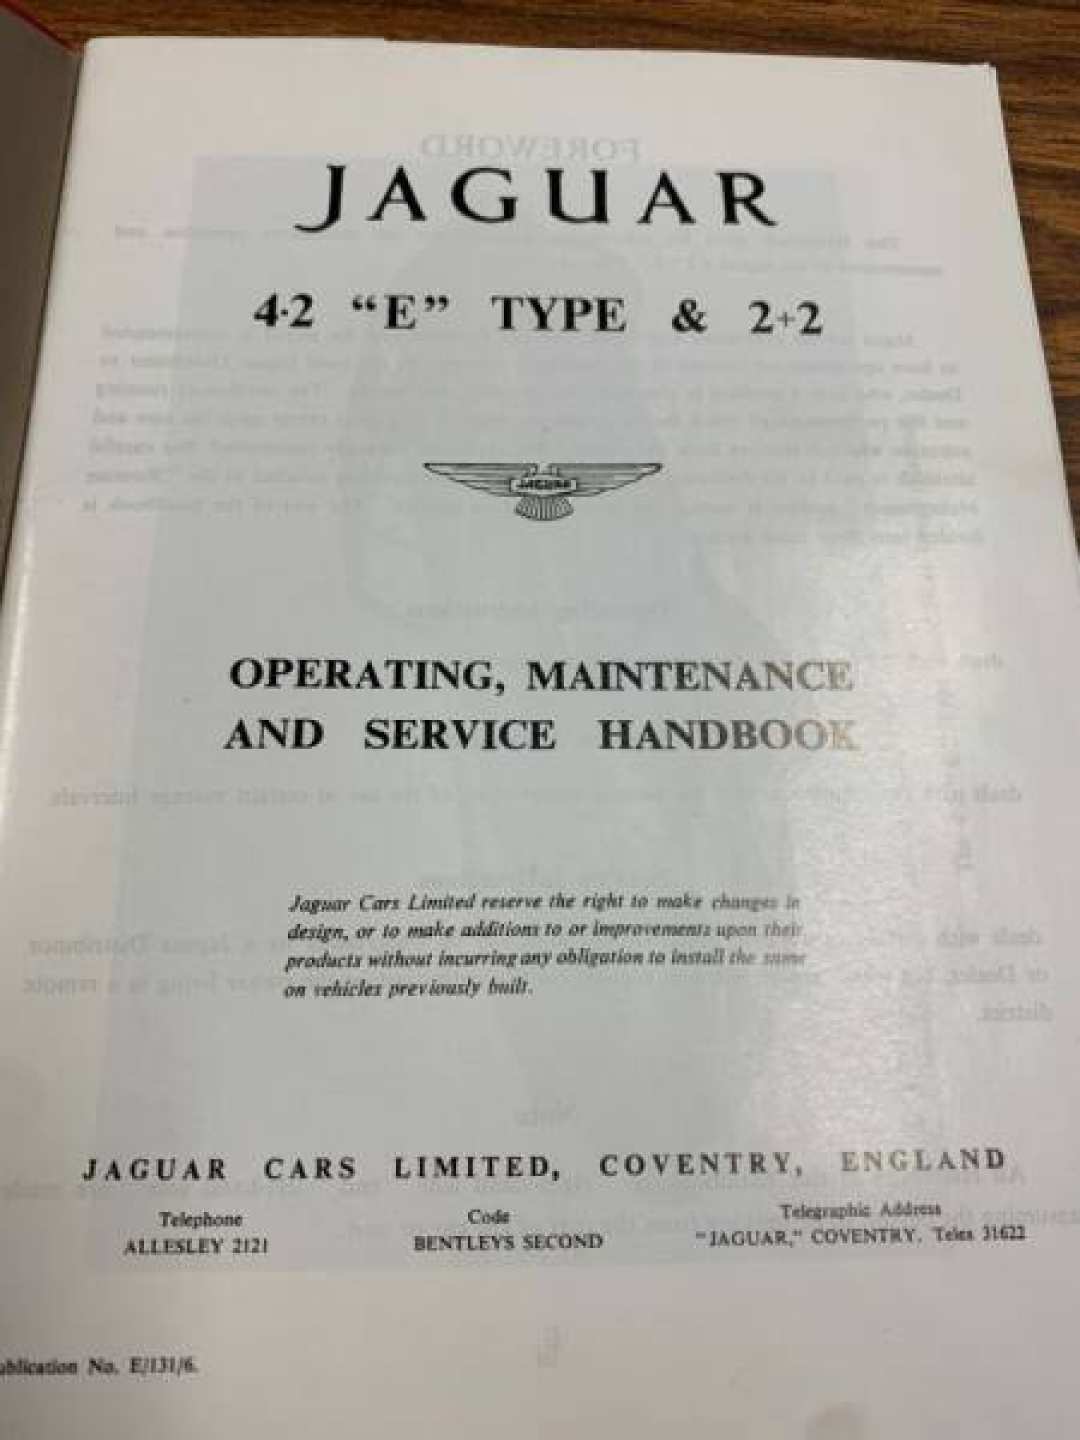 JAGUAR
4·2 “E” TYPE & 2+2
JAGUAR
OPERATING, MAINTENANCE
AND SERVICE HANDBOOK
Jaguar Cars Limited reserve the right to make changes in
design, or to make additions to or improvements upon their
products without incurring any obligation to install the same
on vehicles previously built.
JAGUAR CARS LIMITED, COVENTRY, ENGLAND
Telephone
ALLESLEY 2121
Code
BENTLEYS SECOND
Telegraphic Address
"JAGUAR," COVENTRY. Telex 31622
ublication No. E/131/6.